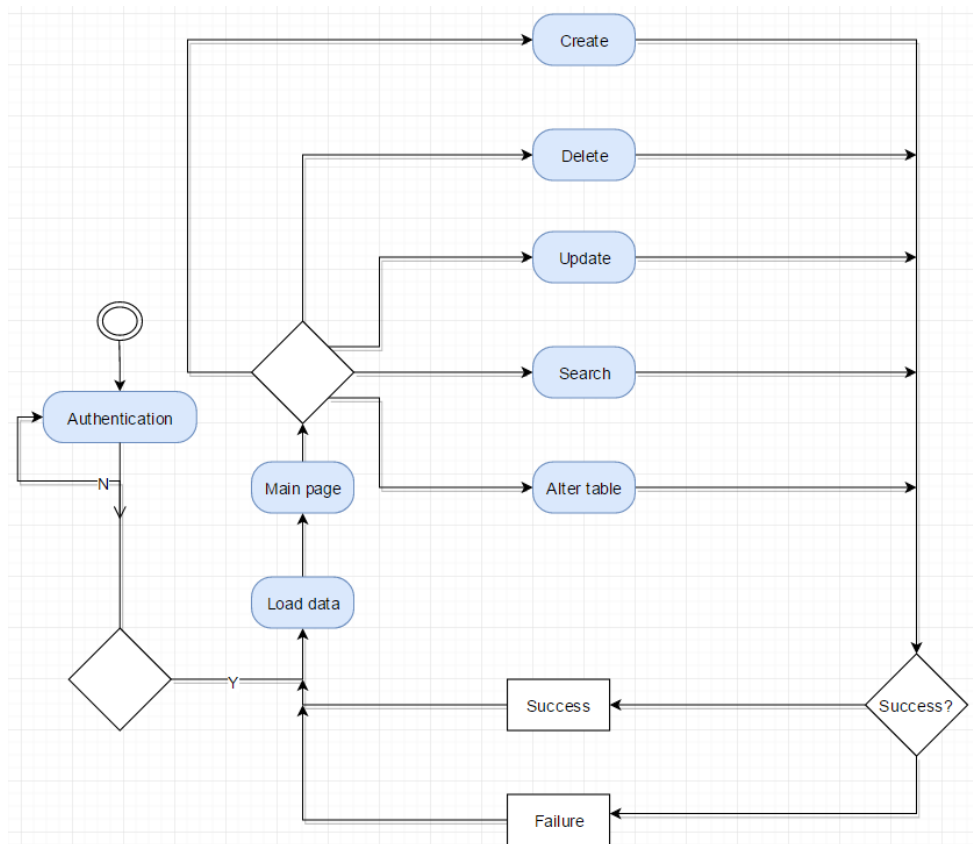 Create
Delete
Update
Search
Authentication
N
Main page
Alter table
Load data
Y
Success
Success?
Failure